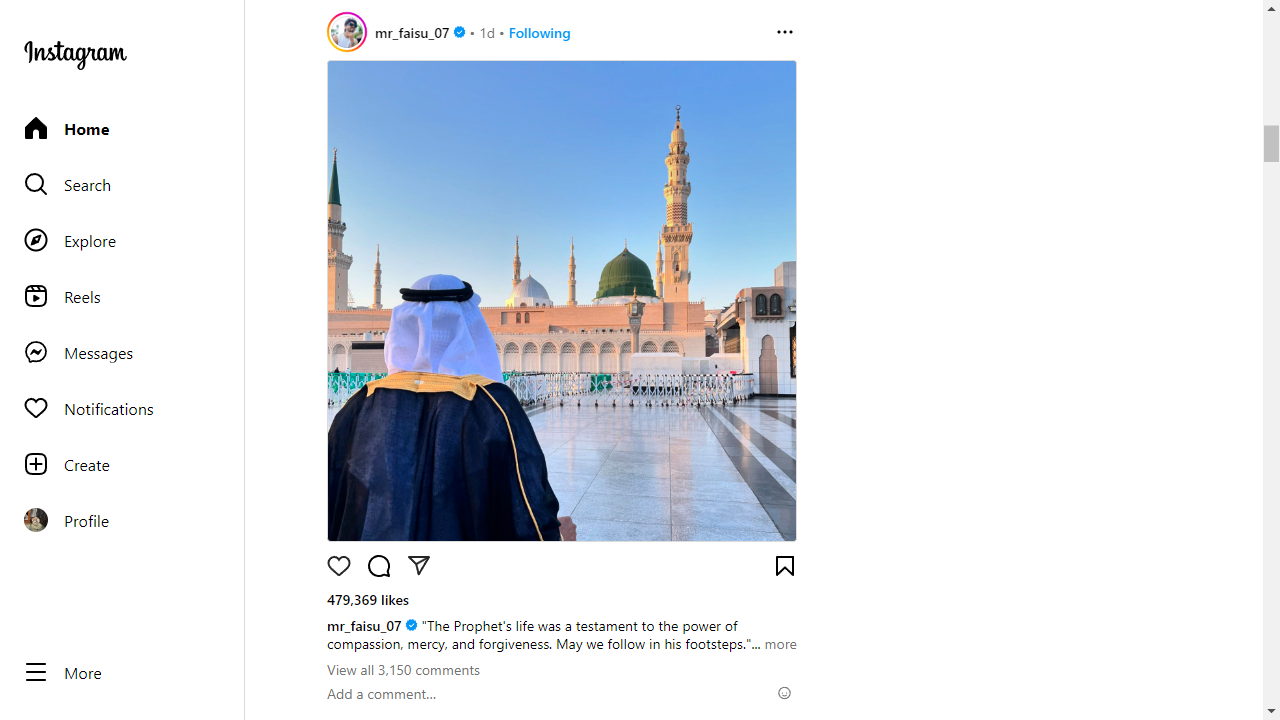 Instagram
Home
Search
Explore
Reels
Messages
Notifications
Create
Profile
More
mr_faisu_07 • 1d • Following
479,369 likes
mr_faisu_07 "The Prophet's life was a testament to the power of
compassion, mercy, and forgiveness. May we follow in his footsteps."... more
View all 3,150 comments
Add a comment...